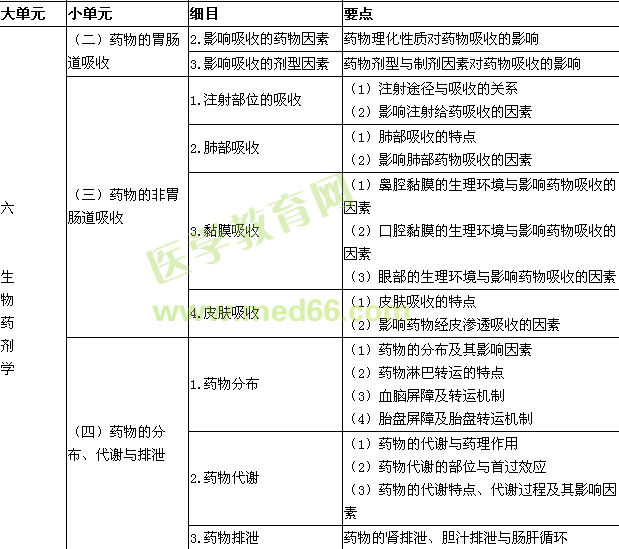 大单元 小单元 细目 要点
六
生
物
药
剂
学
（二）药物的胃肠
道吸收
2.影响吸收的药物因素
药物理化性质对药物吸收的影响
3.影响吸收的剂型因素
药物剂型与制剂因素对药物吸收的影响
（三）药物的非胃
肠道吸收
1.注射部位的吸收
（1）注射途径与吸收的关系
（2）影响注射给药吸收的因素
2.肺部吸收
（1）肺部吸收的特点
（2）影响肺部药物吸收的因素
3.黏膜吸收
（1）鼻腔黏膜的生理环境与影响药物吸收的
因素
（2）口腔黏膜的生理环境与影响药物吸收的
因素
（3）眼部的生理环境与影响药物吸收的因素
4.皮肤吸收
（1）皮肤吸收的特点
（2）影响药物经皮渗透吸收的因素
（四）药物的分
布、代谢与排泄
1.药物分布
（1）药物的分布及其影响因素
（2）药物淋巴转运的特点
（3）血脑屏障及转运机制
（4）胎盘屏障及胎盘转运机制
2.药物代谢
（1）药物的代谢与药理作用
（2）药物代谢的部位与首过效应
（3）药物的代谢特点、代谢过程及其影响因
素
3.药物排泄
药物的肾排泄、胆汁排泄与肠肝循环
医学教育网
www.med66.com